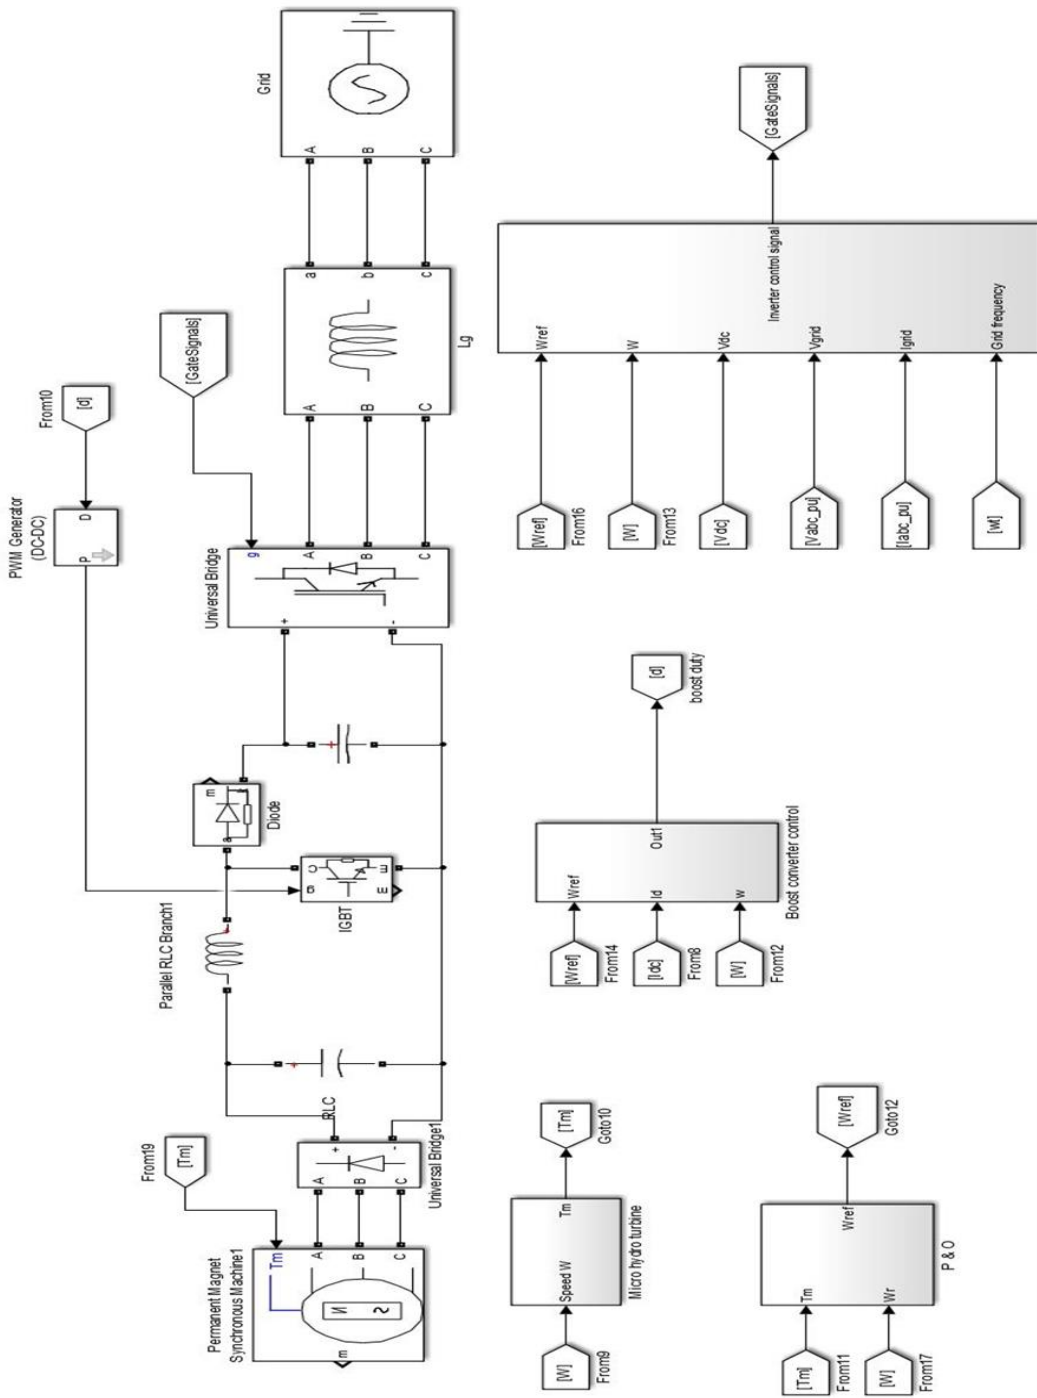 From19
[Tm]
Permanent Magnet
Synchronous Machine1
Tm
A
B
C
m
N
~
A
B
C
+
-
Universal Bridge1
RLC
+
Parallel RLC Branch1
+
g
C
E
m
IGBT
a
k
m
Diode
+
PWM Generator
(DC-DC)
P
D
From10
[d]
Universal Bridge
g
+
-
A
B
C
[GateSignals]
A
B
C
a
b
c
Lg
Grid
A
B
C
[W]
From9
Speed W
Tm
Micro hydro turbine
[Tm]
Goto10
[Tm]
From11
[W]
From17
Tm
Wr
Wref
P & O
[Wref]
Goto12
[Wref]
From14
[Idc]
From8
[W]
From12
Wref
Id
w
Out1
Boost converter control
[d]
boost duty
[Wref]
From16
[W]
From13
[Vdc]
[Vabc_pu]
[Iabc_pu]
[wt]
Wref
W
Vdc
Vgrid
Igrid
Grid frequency
Inverter control signal
[GateSignals]